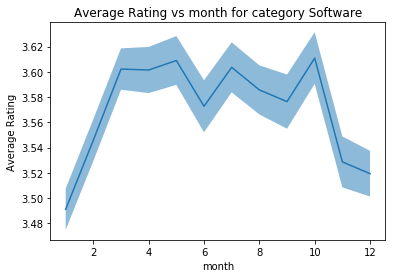 Average Rating vs month for category Software
Average Rating
3.62
3.60
3.58
3.56
3.54
3.52
3.50
3.48
2 4 6 8 10 12
month